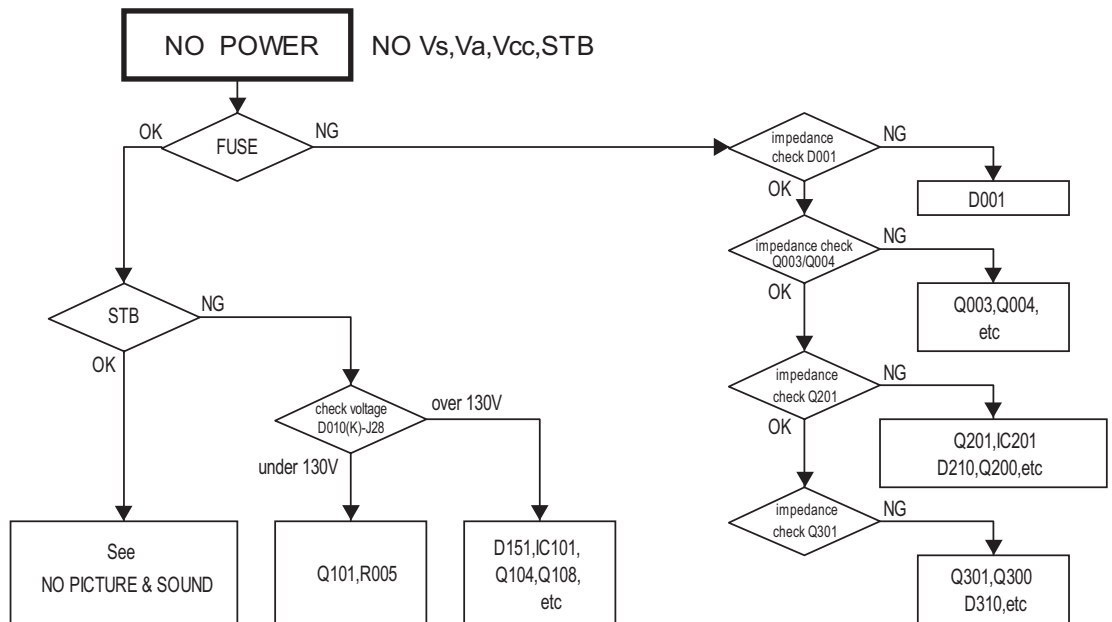 NO POWER
NO Vs,Va,Vcc,STB
OK
FUSE
NG
impedance
check D001
NG
OK
D001
impedance check
Q003/Q004
NG
OK
Q003,Q004,
etc
STB
NG
OK
check voltage
D010(K)-J28
over 130V
under 130V
impedance
check Q201
NG
OK
Q201,IC201
D210,Q200,etc
impedance
check Q301
NG
Q301,Q300
D310,etc
See
NO PICTURE & SOUND
Q101,R005
D151,IC101,
Q104,Q108,
etc